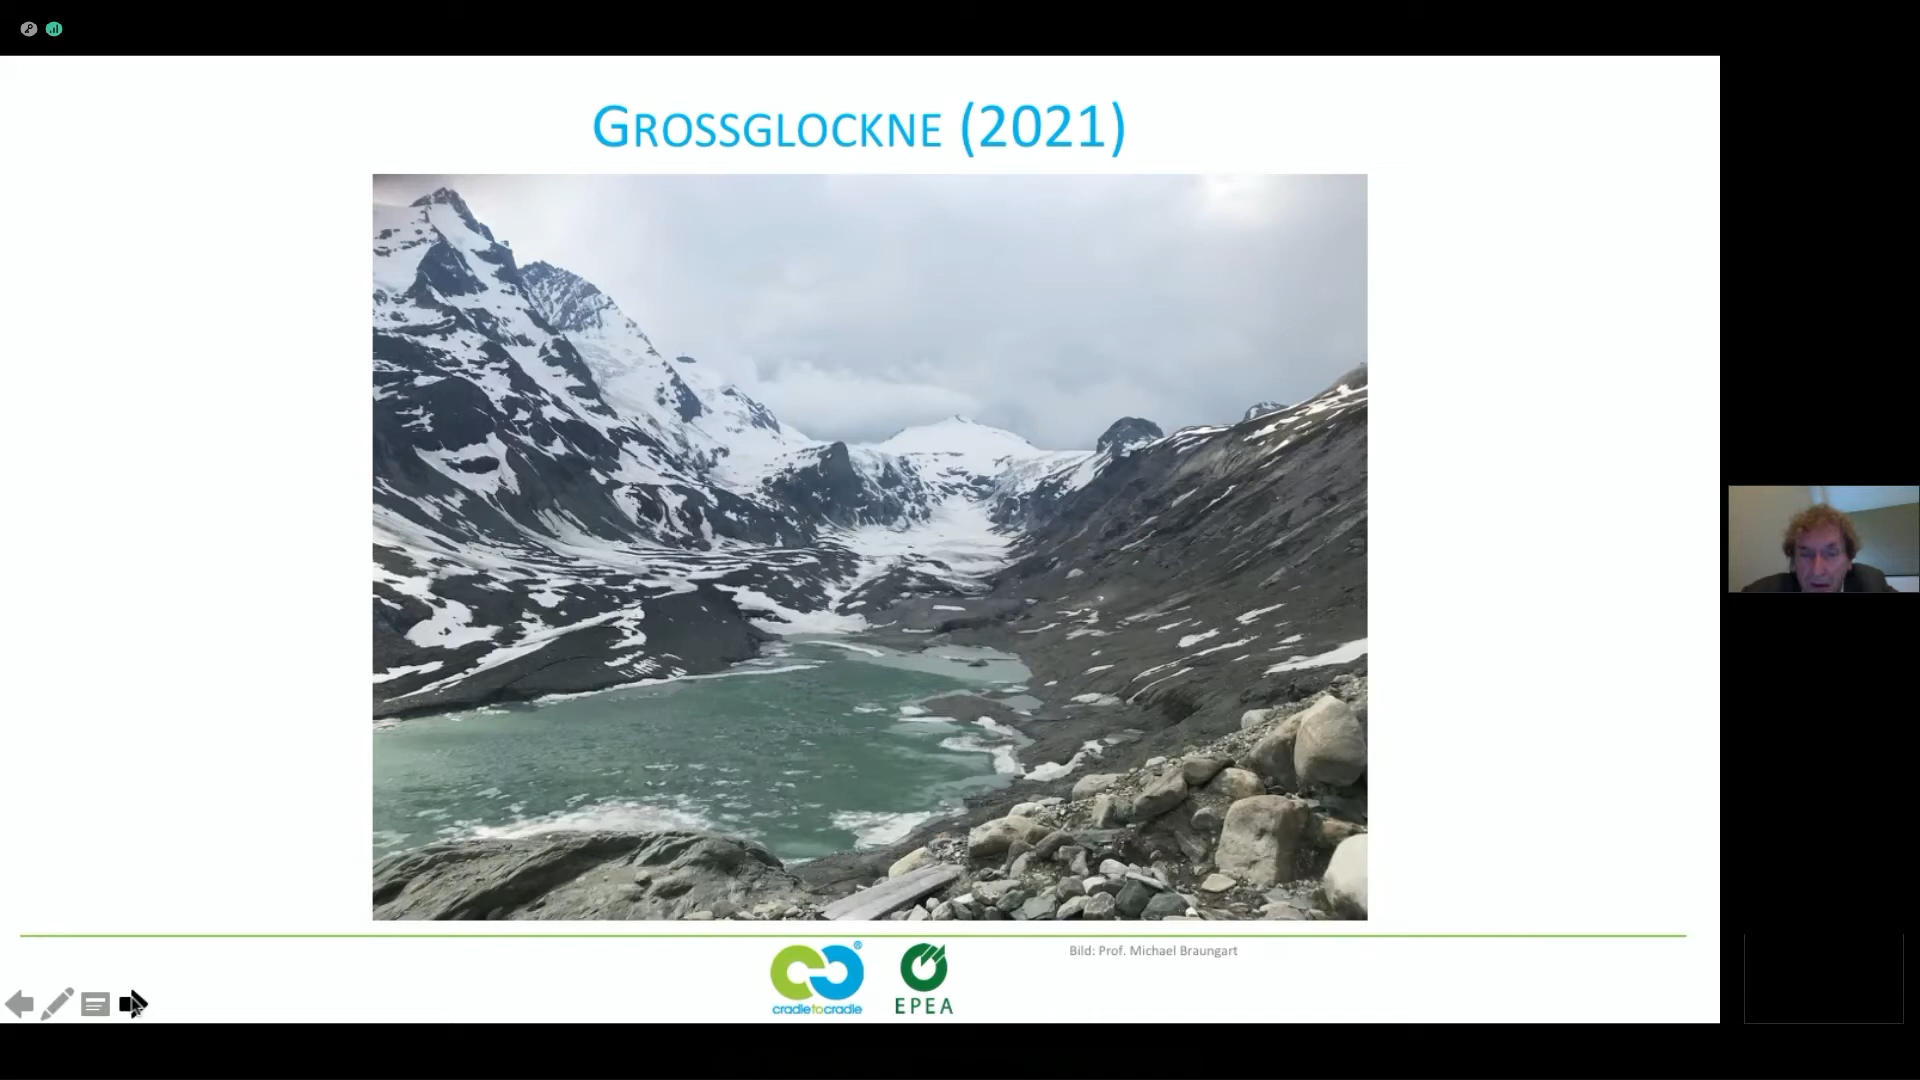 GROSSGLOCKNE (2021)
Bild: Prof. Michael Braungart
®
cradletocradle
EPEA